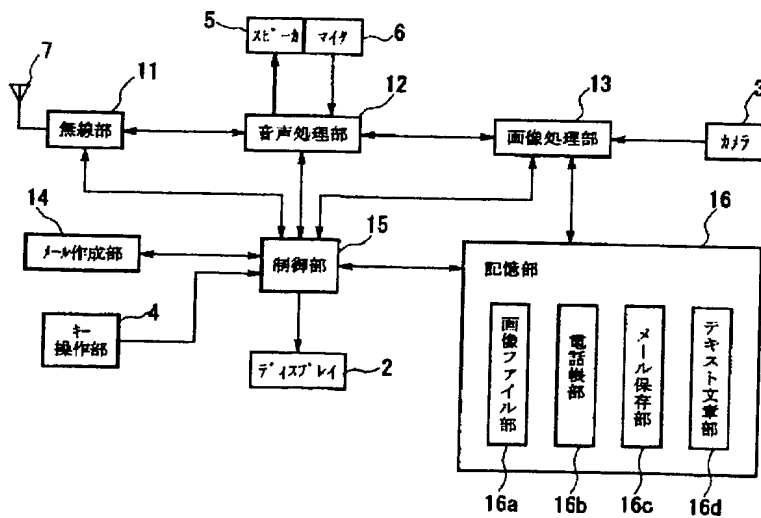 5
スピーカ
マイク
6
7
11
12
13
3
無線部
音声処理部
画像処理部
カメラ
14
15
16
メール作成部
制御部
記憶部
4
キー
操作部
ディスプレイ
2
画像ファイル部
電話帳部
メール保存部
テキスト文章部
16a
16b
16c
16d